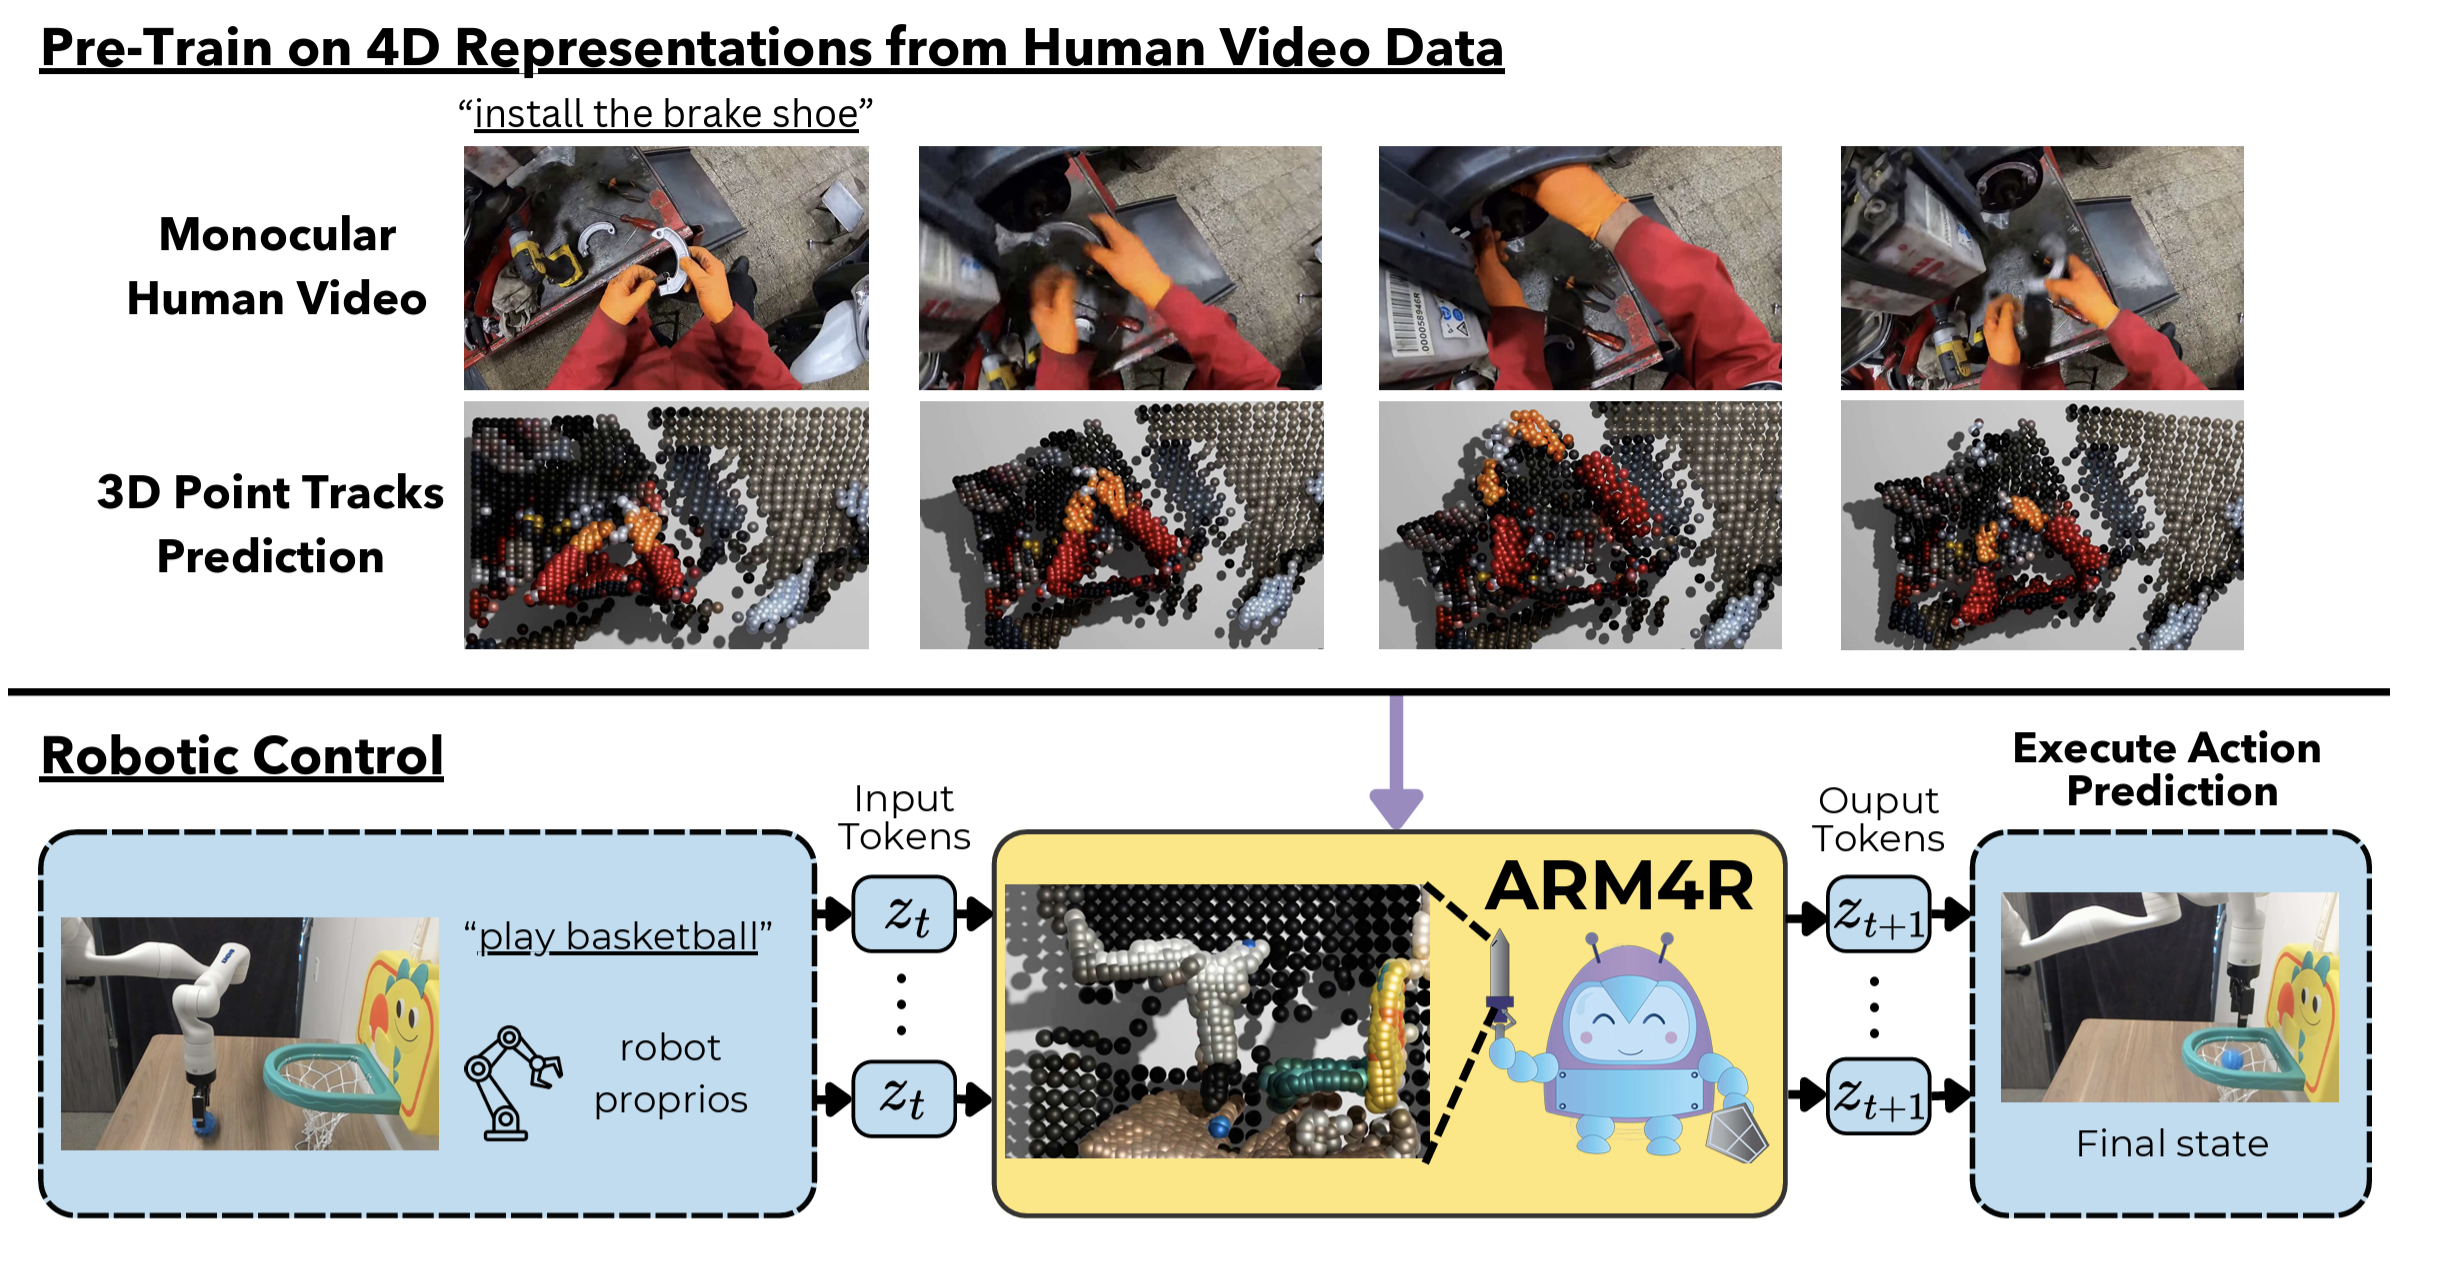 Pre-Train on 4D Representations from Human Video Data
“install the brake shoe”
Monocular
Human Video
0000589464R
3D Point Tracks
Prediction
Robotic Control
“play basketball”
robot
proprios
Input
Tokens
z_t
z_t
ARM4R
Ouput
Tokens
z_{t+1}
z_{t+1}
Execute Action
Prediction
Final state